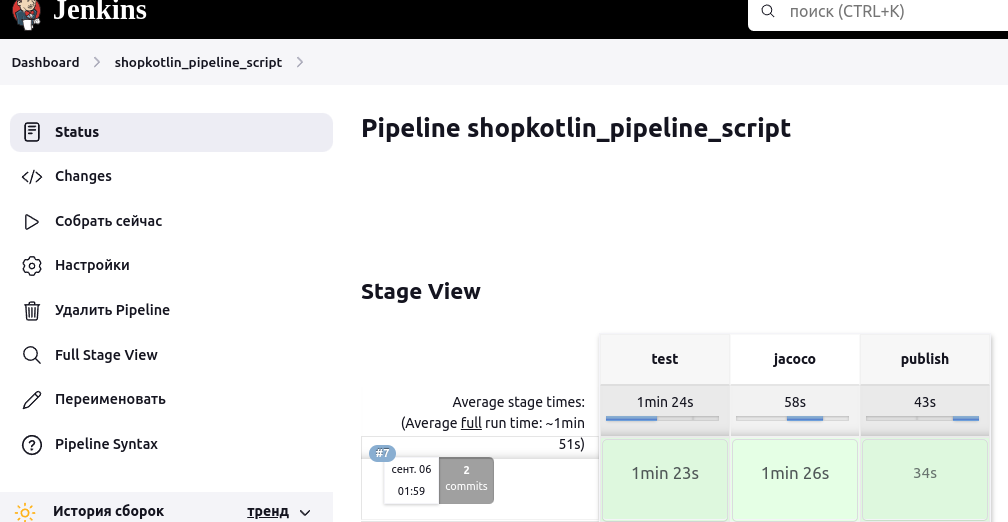 Jenkins
поиск (CTRL+K)
Dashboard
shopkotlin_pipeline_script
Status
Changes
Собрать сейчас
Настройки
Удалить Pipeline
Full Stage View
Переименовать
Pipeline Syntax
История сборок
тренд
Pipeline shopkotlin_pipeline_script
Stage View
test
jacoco
publish
Average stage times:
(Average full run time: ~1min
51s)
1min 24s
58s
43s
#7
сент. 06
01:59
2
commits
1min 23s
1min 26s
34s